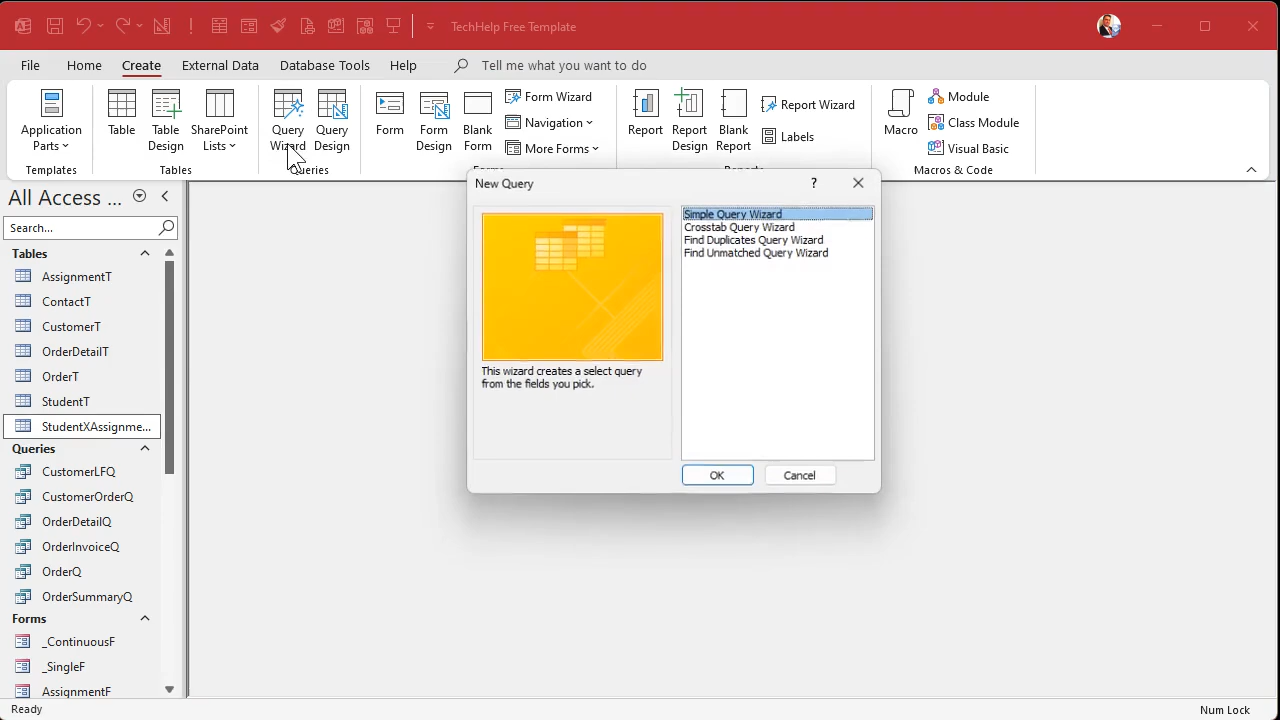 TechHelp Free Template
File Home Create External Data Database Tools Help Tell me what you want to do
Application Parts
Templates
Table
Table Design
SharePoint Lists
Tables
Query Wizard
Query Design
Queries
Form
Form Design
Blank Form
Form Wizard
Navigation
More Forms
Report
Report Design
Blank Report
Report Wizard
Labels
Macro
Module
Class Module
Visual Basic
Macros & Code
All Access ...
Search...
Tables
AssignmentT
ContactT
CustomerT
OrderDetailT
OrderT
StudentT
StudentXAssignme...
Queries
CustomerLFQ
CustomerOrderQ
OrderDetailQ
OrderInvoiceQ
OrderQ
OrderSummaryQ
Forms
_ContinuousF
_SingleF
AssignmentF
New Query
?
Simple Query Wizard
Crosstab Query Wizard
Find Duplicates Query Wizard
Find Unmatched Query Wizard
This wizard creates a select query
from the fields you pick.
OK Cancel
Ready
Num Lock